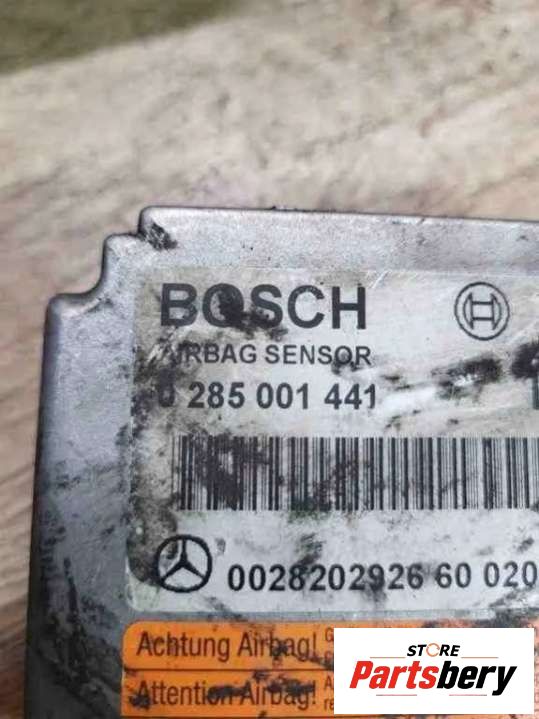 BOSCH
AIRBAG SENSOR
0 285 001 441
0028202926 60 020
Achtung Airbag!
Attention Airbag!
STORE
Partsbery